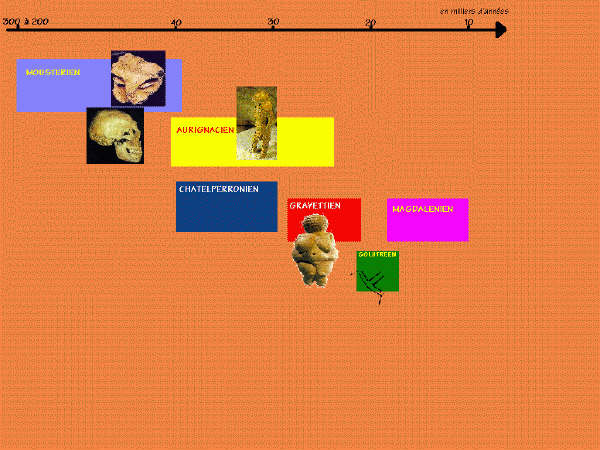 en milliers d'années
300 à 200 40 30 20 10
MOUSTERIEN
AURIGNACIEN
CHATELPERRONIEN
GRAVETTIEN
MAGDALENIEN
SOLUTREEN